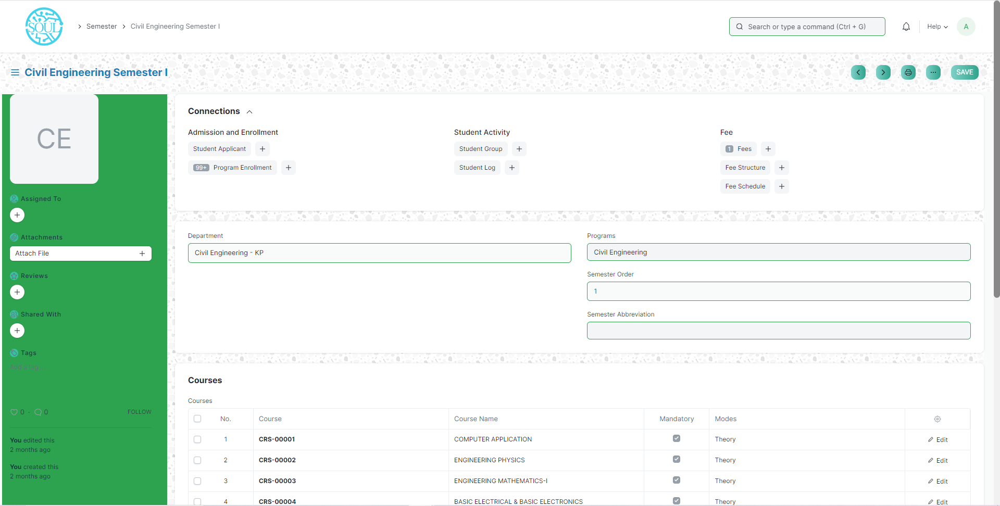 SOUL
Semester
Civil Engineering Semester I
Search or type a command (Ctrl + G)
Help
A
Civil Engineering Semester I
SAVE
CE
Assigned To
Attachments
Attach File
Reviews
Shared With
Tags
Add a tag ...
0 · 0
FOLLOW
You edited this
2 months ago
You created this
2 months ago
Connections
Admission and Enrollment
Student Applicant
99+ Program Enrollment
Student Activity
Student Group
Student Log
Fee
1 Fees
Fee Structure
Fee Schedule
Department
Civil Engineering - KP
Programs
Civil Engineering
Semester Order
1
Semester Abbreviation
Courses
Courses
No. Course Course Name Mandatory Modes
1 CRS-00001 COMPUTER APPLICATION Theory Edit
2 CRS-00002 ENGINEERING PHYSICS Theory Edit
3 CRS-00003 ENGINEERING MATHEMATICS-I Theory Edit
4 CRS-00004 BASIC ELECTRICAL & BASIC ELECTRONICS Theory Edit